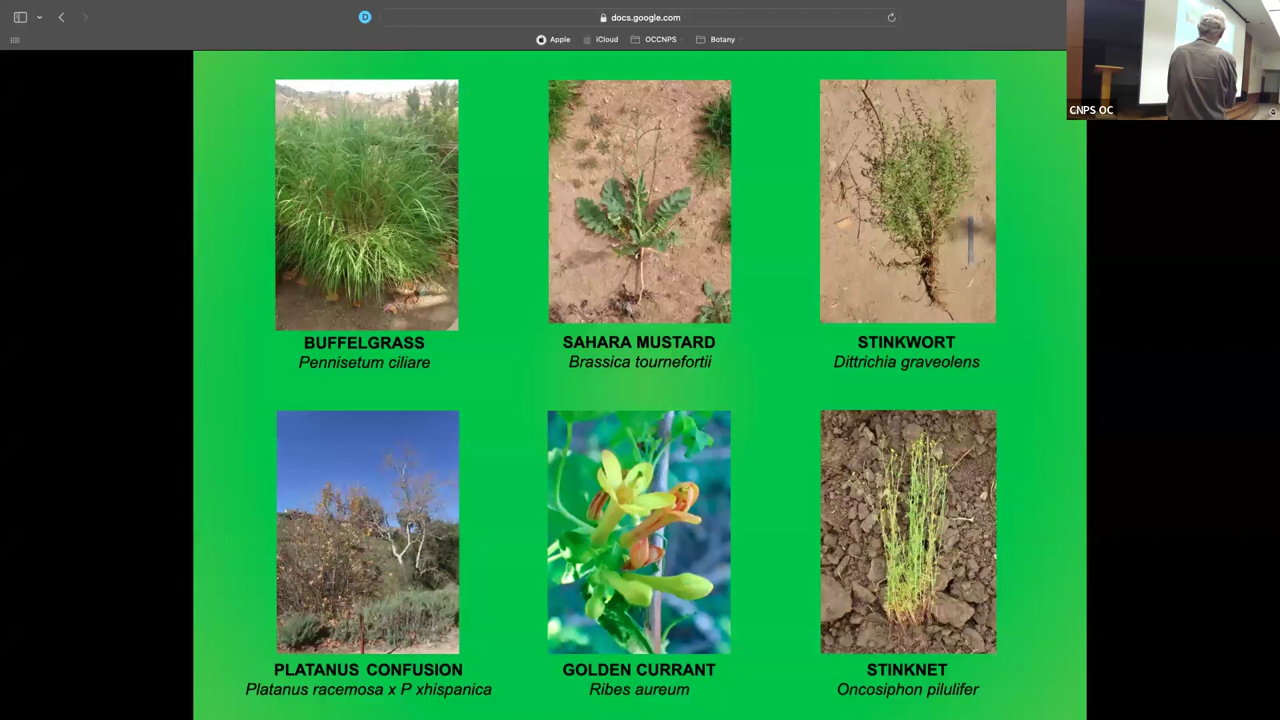 D
docs.google.com
Apple
iCloud
OCCNPS
Botany
CNPS OC
BUFFELGRASS
Pennisetum ciliare
SAHARA MUSTARD
Brassica tournefortii
STINKWORT
Dittrichia graveolens
PLATANUS CONFUSION
Platanus racemosa x P xhispanica
GOLDEN CURRANT
Ribes aureum
STINKNET
Oncosiphon pilulifer